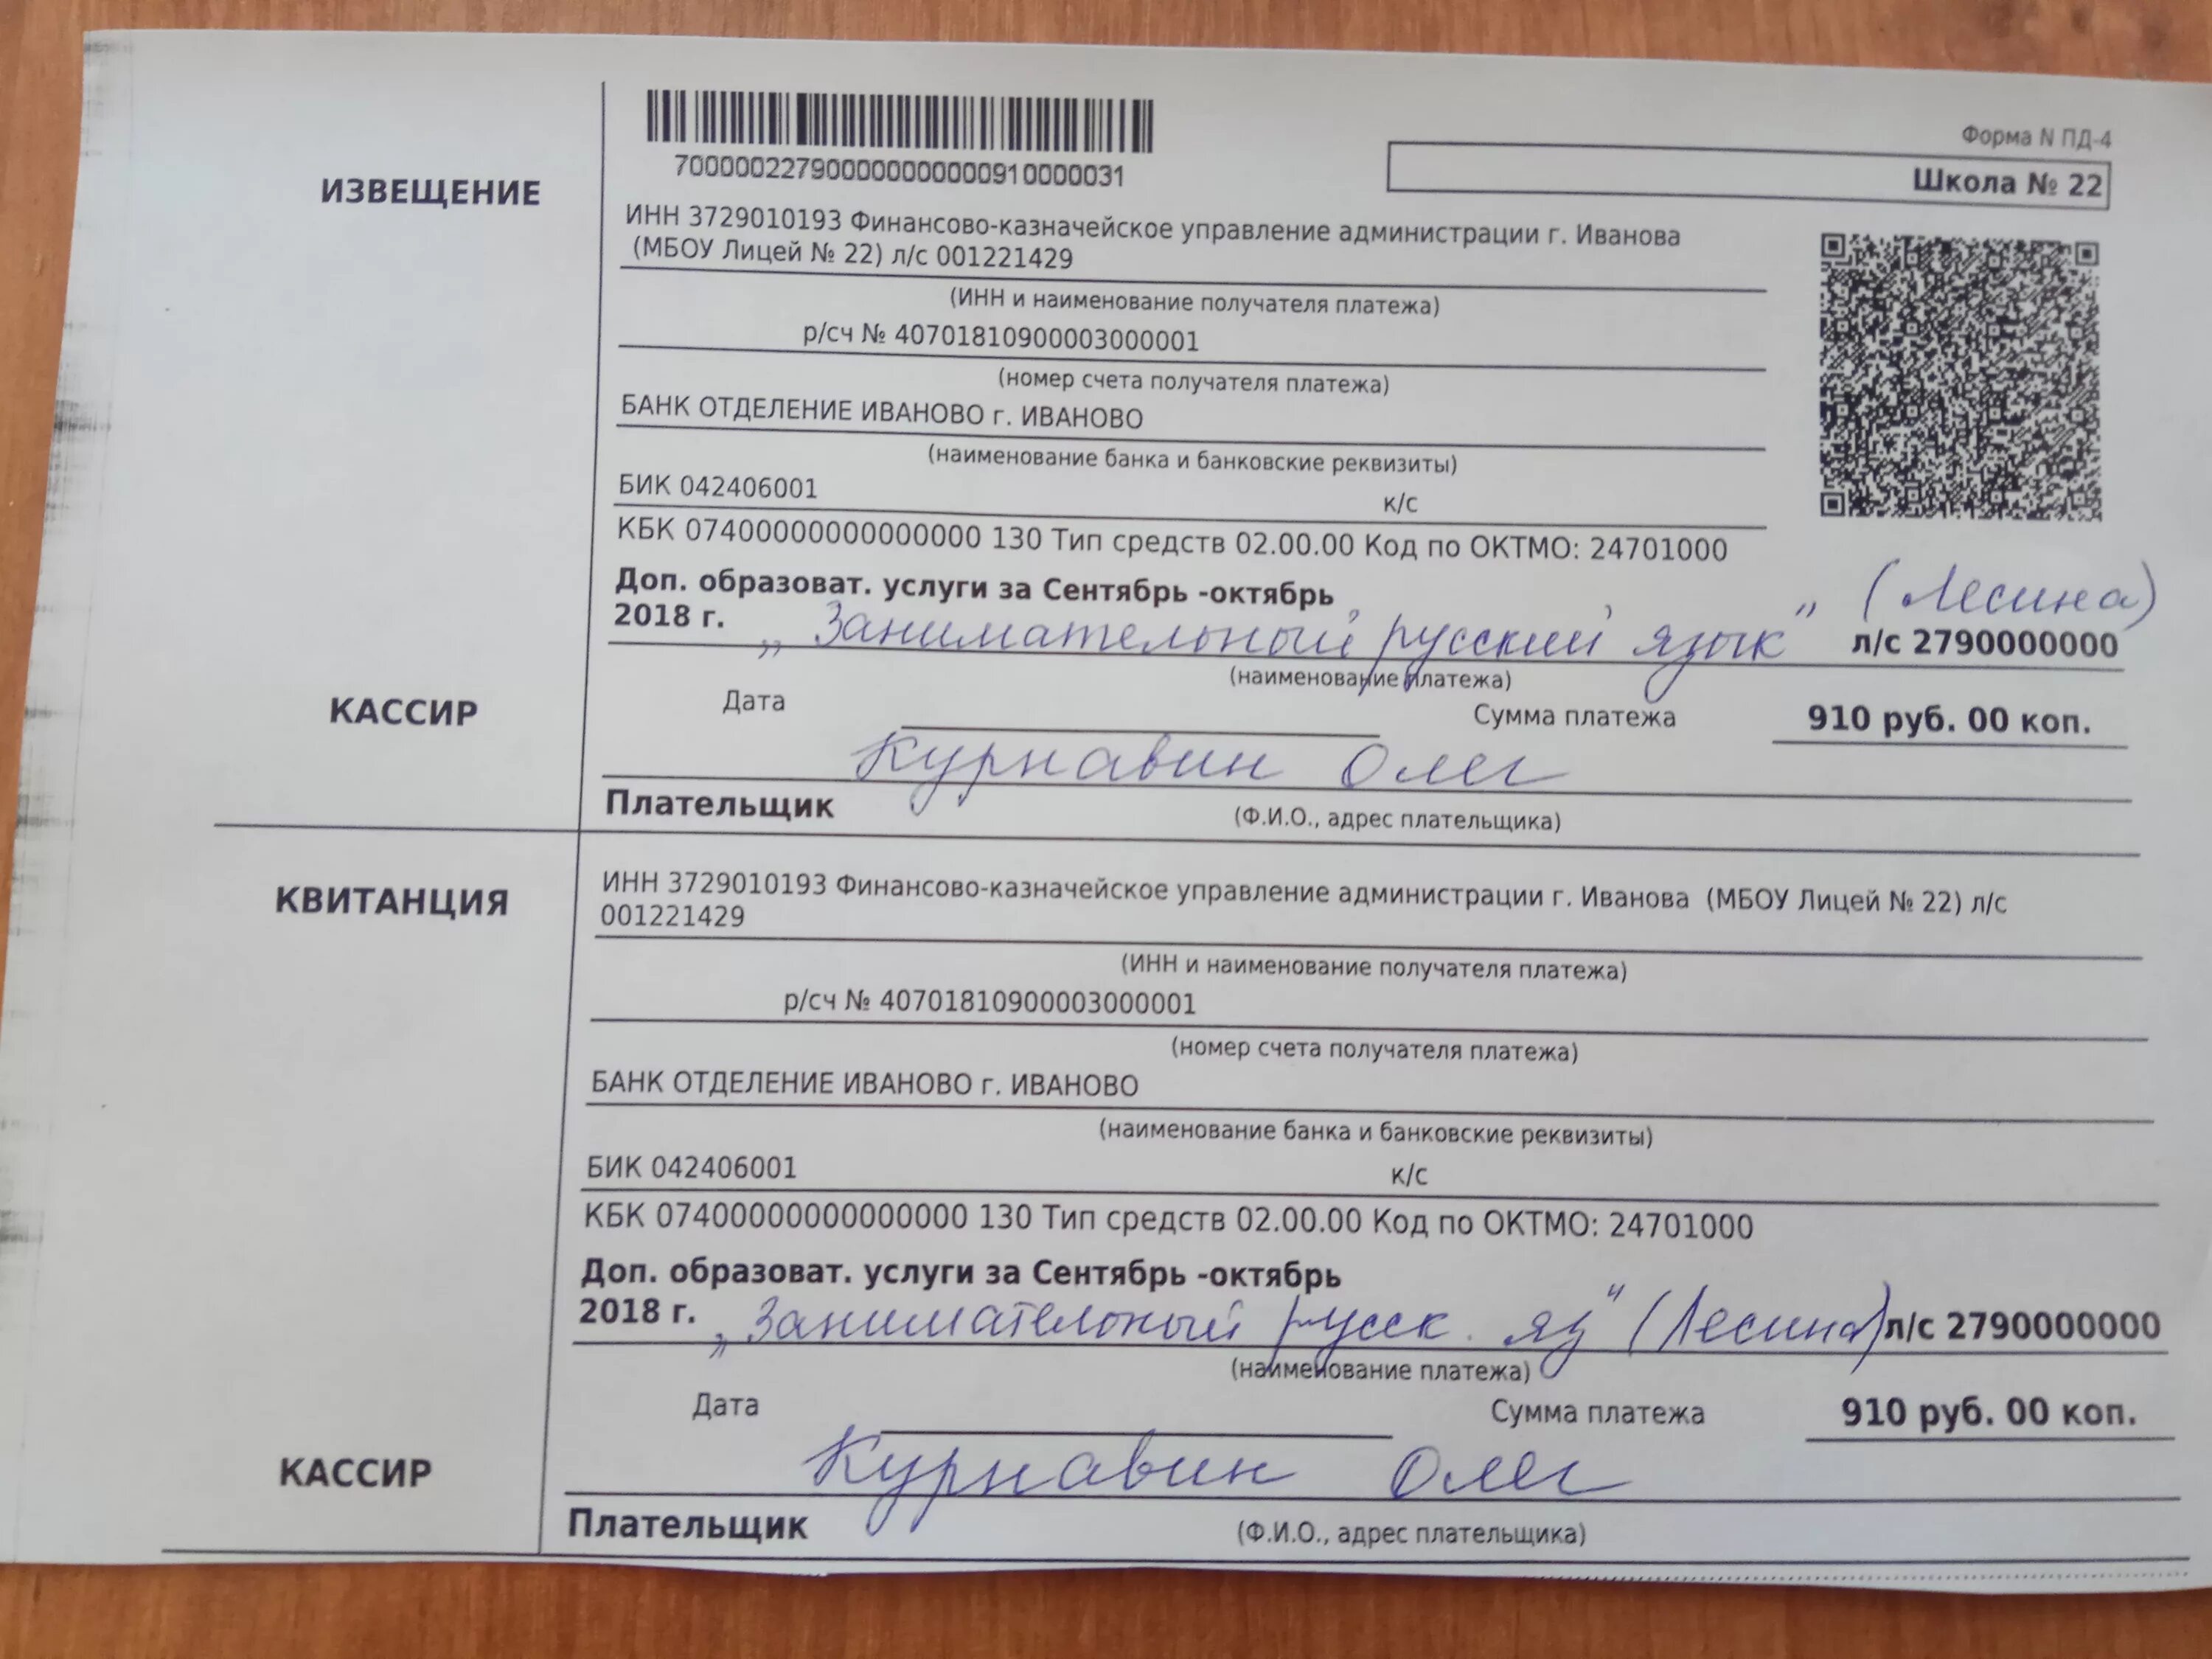 Форма N ПД-4
70000022790000000000000910000031
Школа № 22
ИЗВЕЩЕНИЕ
ИНН 3729010193 Финансово-казначейское управление администрации г. Иванова
(МБОУ Лицей № 22) л/с 001221429
(ИНН и наименование получателя платежа)
р/сч № 40701810900003000001
(номер счета получателя платежа)
БАНК ОТДЕЛЕНИЕ ИВАНОВО г. ИВАНОВО
(наименование банка и банковские реквизиты)
БИК 042406001 к/с
КБК 07400000000000000 130 Тип средств 02.00.00 Код по ОКТМО: 24701000
Доп. образоват. услуги за Сентябрь -октябрь (Лесина)
2018 г. „Занимательный русский язык" л/с 2790000000
(наименование платежа)
КАССИР
Дата Сумма платежа 910 руб. 00 коп.
Курнавин Олег
Плательщик (Ф.И.О., адрес плательщика)
КВИТАНЦИЯ
ИНН 3729010193 Финансово-казначейское управление администрации г. Иванова (МБОУ Лицей № 22) л/с
001221429
(ИНН и наименование получателя платежа)
р/сч № 40701810900003000001
(номер счета получателя платежа)
БАНК ОТДЕЛЕНИЕ ИВАНОВО г. ИВАНОВО
(наименование банка и банковские реквизиты)
БИК 042406001 к/с
КБК 07400000000000000 130 Тип средств 02.00.00 Код по ОКТМО: 24701000
Доп. образоват. услуги за Сентябрь -октябрь
2018 г. „Занимательный русск. яз" (Лесина) л/с 2790000000
(наименование платежа)
Дата Сумма платежа 910 руб. 00 коп.
КАССИР
Курнавин Олег
Плательщик (Ф.И.О., адрес плательщика)